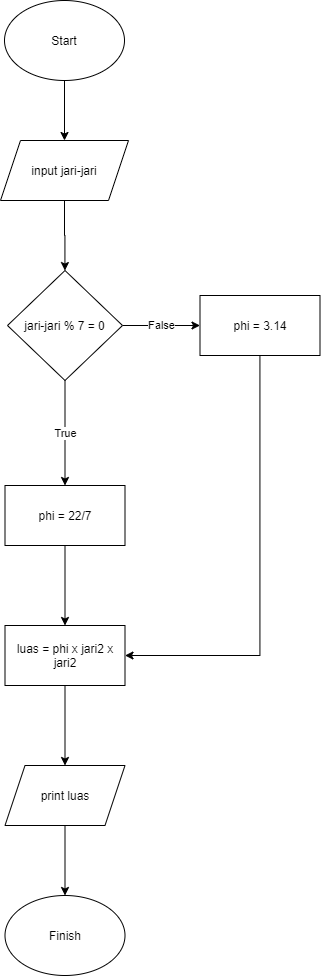 Start
input jari-jari
jari-jari % 7 = 0
False
phi = 3.14
True
phi = 22/7
luas = phi x jari2 x
jari2
print luas
Finish